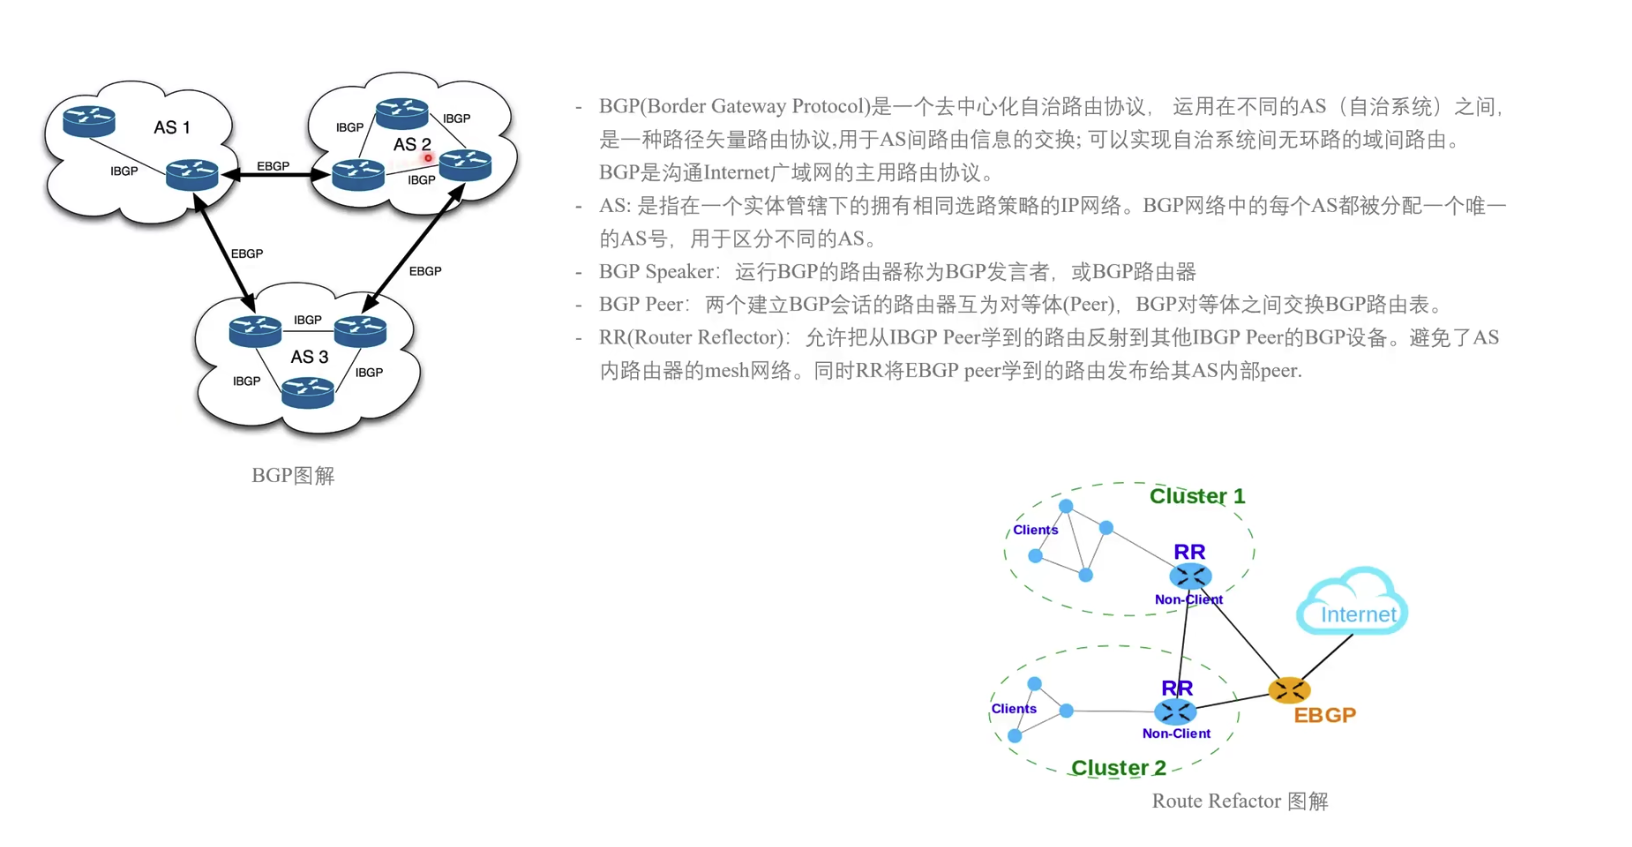 AS 1
IBGP
EBGP
IBGP
IBGP
AS 2
IBGP
EBGP
EBGP
IBGP
AS 3
IBGP
IBGP
BGP图解
- BGP(Border Gateway Protocol)是一个去中心化自治路由协议， 运用在不同的AS（自治系统）之间，
是一种路径矢量路由协议,用于AS间路由信息的交换; 可以实现自治系统间无环路的域间路由。
BGP是沟通Internet广域网的主用路由协议。
- AS: 是指在一个实体管辖下的拥有相同选路策略的IP网络。BGP网络中的每个AS都被分配一个唯一
的AS号，用于区分不同的AS。
- BGP Speaker：运行BGP的路由器称为BGP发言者，或BGP路由器
- BGP Peer：两个建立BGP会话的路由器互为对等体(Peer)，BGP对等体之间交换BGP路由表。
- RR(Router Reflector)：允许把从IBGP Peer学到的路由反射到其他IBGP Peer的BGP设备。避免了AS
内路由器的mesh网络。同时RR将EBGP peer学到的路由发布给其AS内部peer.
Cluster 1
Clients
RR
Non-Client
Internet
RR
Clients
Non-Client
EBGP
Cluster 2
Route Refactor 图解